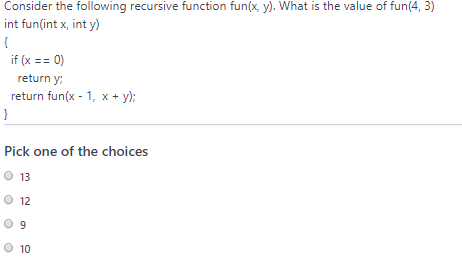 Consider the following recursive function fun(x, y). What is the value of fun(4, 3)
int fun(int x, int y)
{
if (x == 0)
return y;
return fun(x - 1, x + y);
}
Pick one of the choices
13
12
9
10